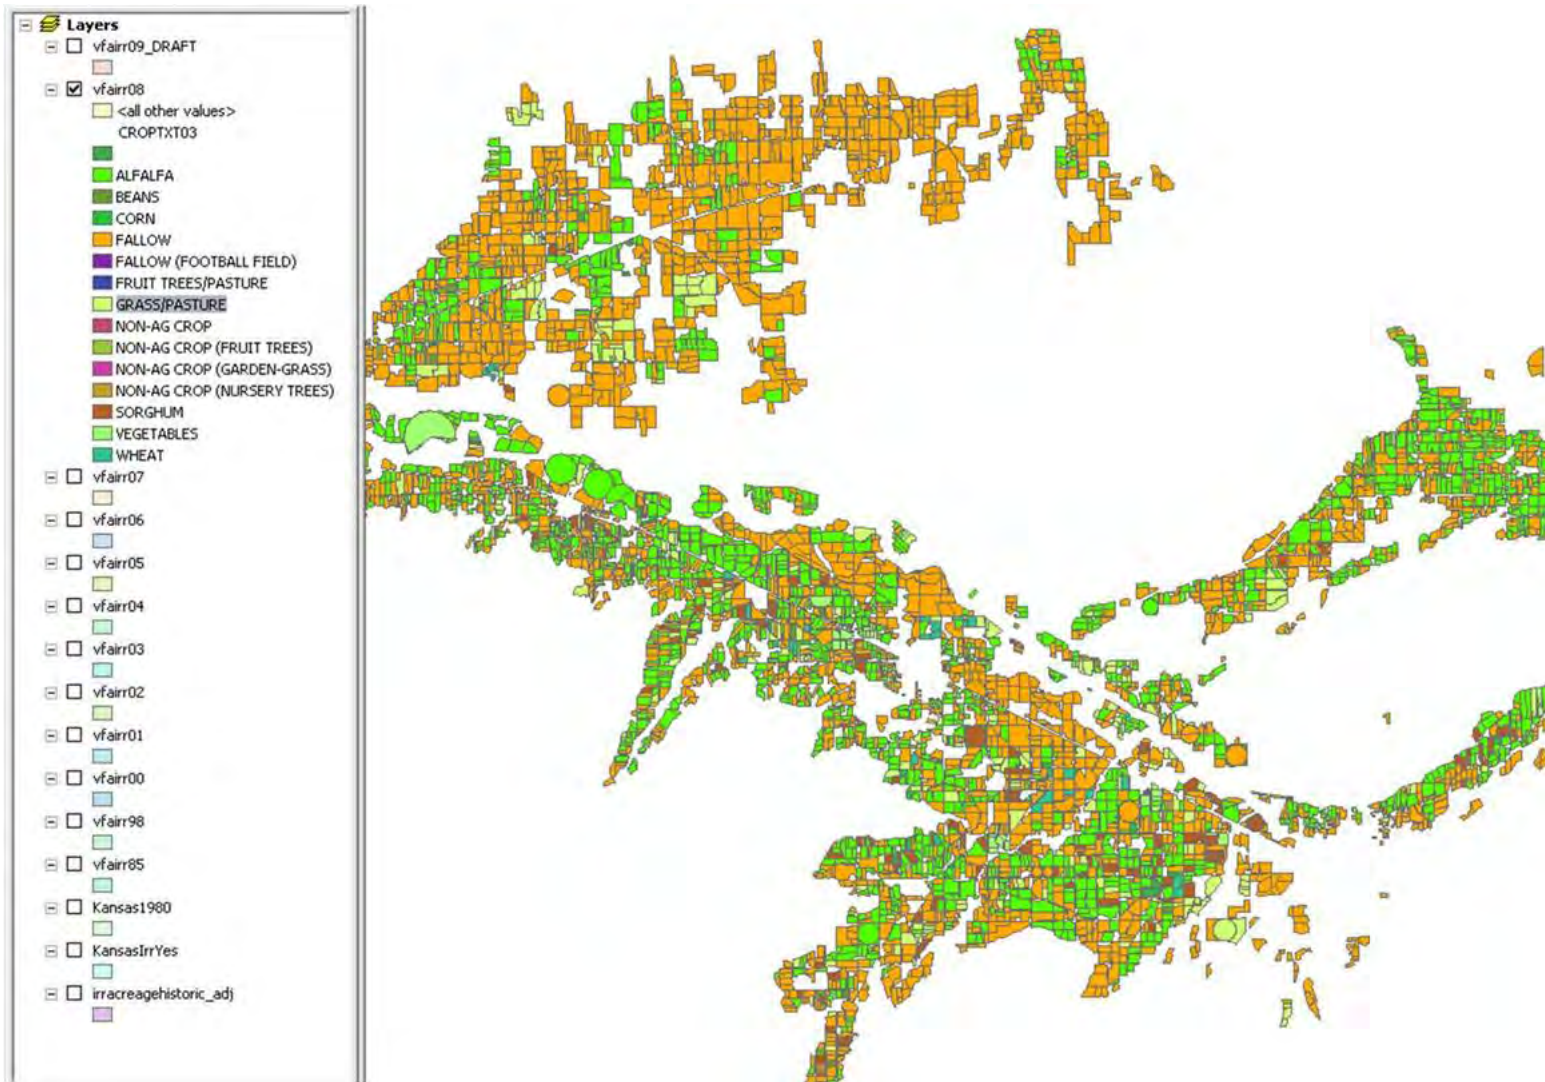 Layers
vfairr09_DRAFT
vfairr08
<all other values>
CROPTXT03
ALFALFA
BEANS
CORN
FALLOW
FALLOW (FOOTBALL FIELD)
FRUIT TREES/PASTURE
GRASS/PASTURE
NON-AG CROP
NON-AG CROP (FRUIT TREES)
NON-AG CROP (GARDEN-GRASS)
NON-AG CROP (NURSERY TREES)
SORGHUM
VEGETABLES
WHEAT
vfairr07
vfairr06
vfairr05
vfairr04
vfairr03
vfairr02
vfairr01
vfairr00
vfairr98
vfairr85
Kansas1980
KansasIrrYes
irracreagehistoric_adj